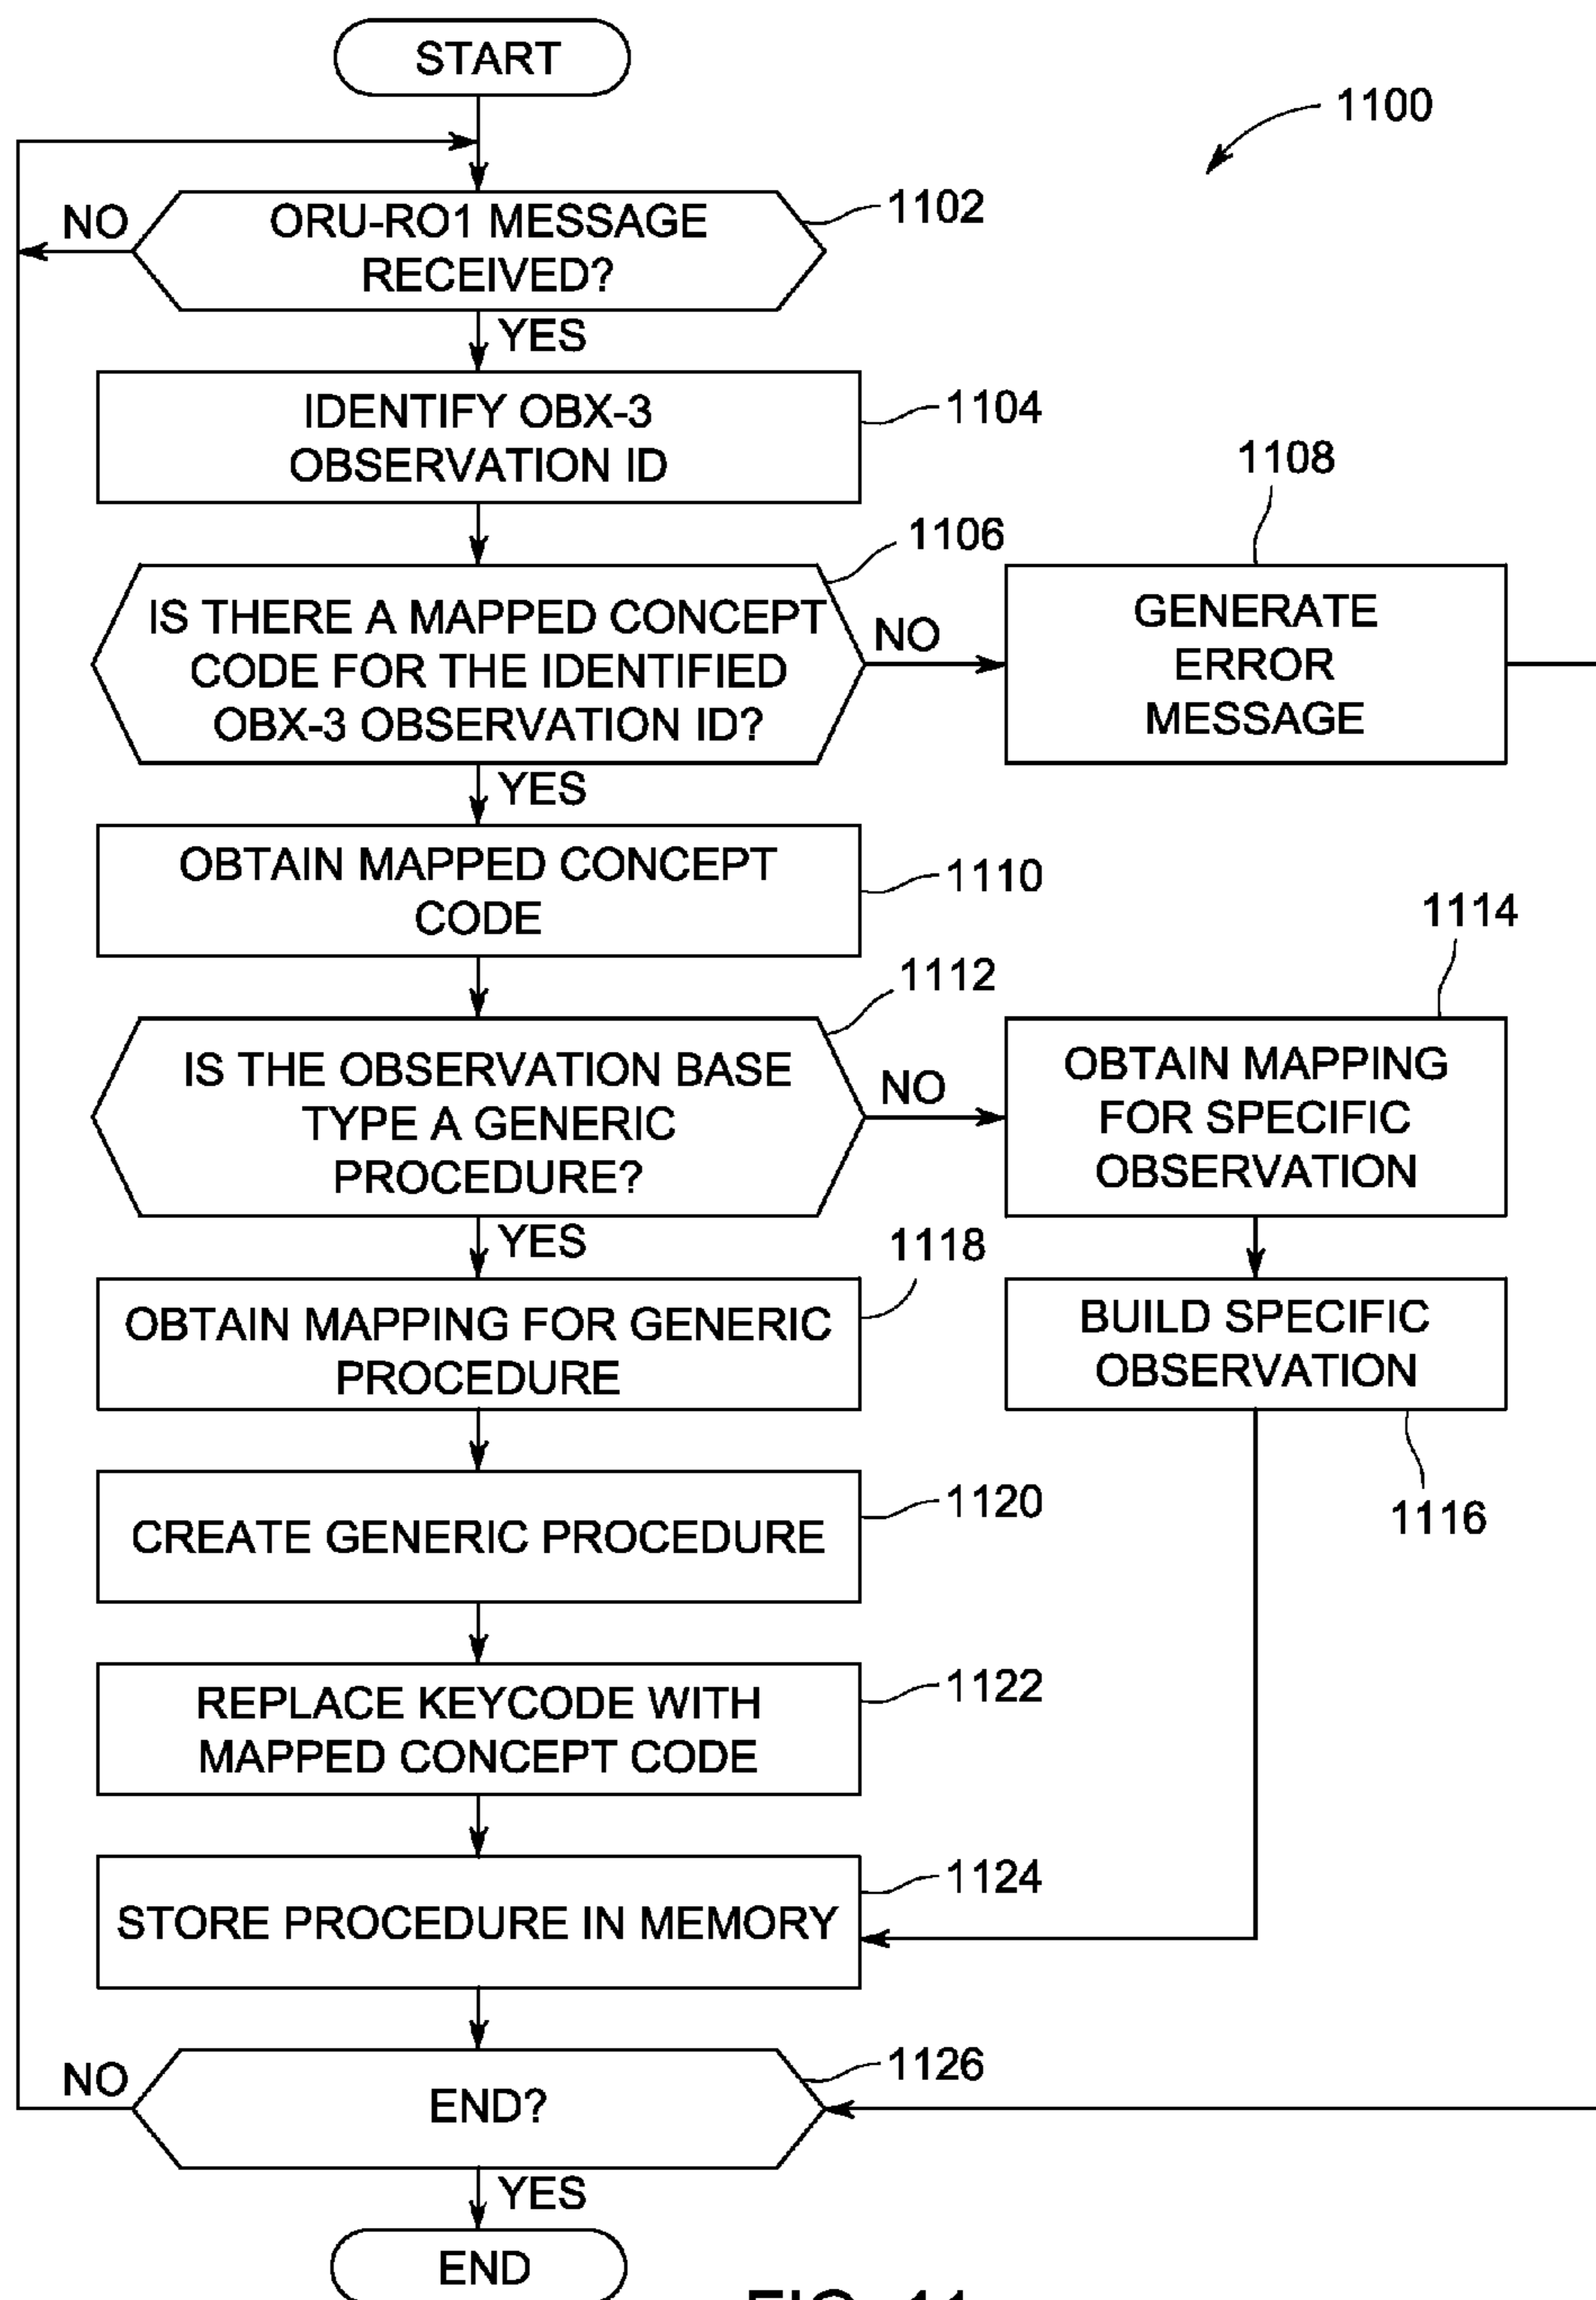 START
1100
NO
ORU-RO1 MESSAGE
RECEIVED?
1102
YES
IDENTIFY OBX-3
OBSERVATION ID
1104
1108
1106
IS THERE A MAPPED CONCEPT
CODE FOR THE IDENTIFIED
OBX-3 OBSERVATION ID?
NO
GENERATE
ERROR
MESSAGE
YES
OBTAIN MAPPED CONCEPT
CODE
1110
1114
1112
IS THE OBSERVATION BASE
TYPE A GENERIC
PROCEDURE?
NO
OBTAIN MAPPING
FOR SPECIFIC
OBSERVATION
YES
1118
OBTAIN MAPPING FOR GENERIC
PROCEDURE
BUILD SPECIFIC
OBSERVATION
1116
CREATE GENERIC PROCEDURE
1120
REPLACE KEYCODE WITH
MAPPED CONCEPT CODE
1122
STORE PROCEDURE IN MEMORY
1124
NO
END?
1126
YES
END
FIG. 11